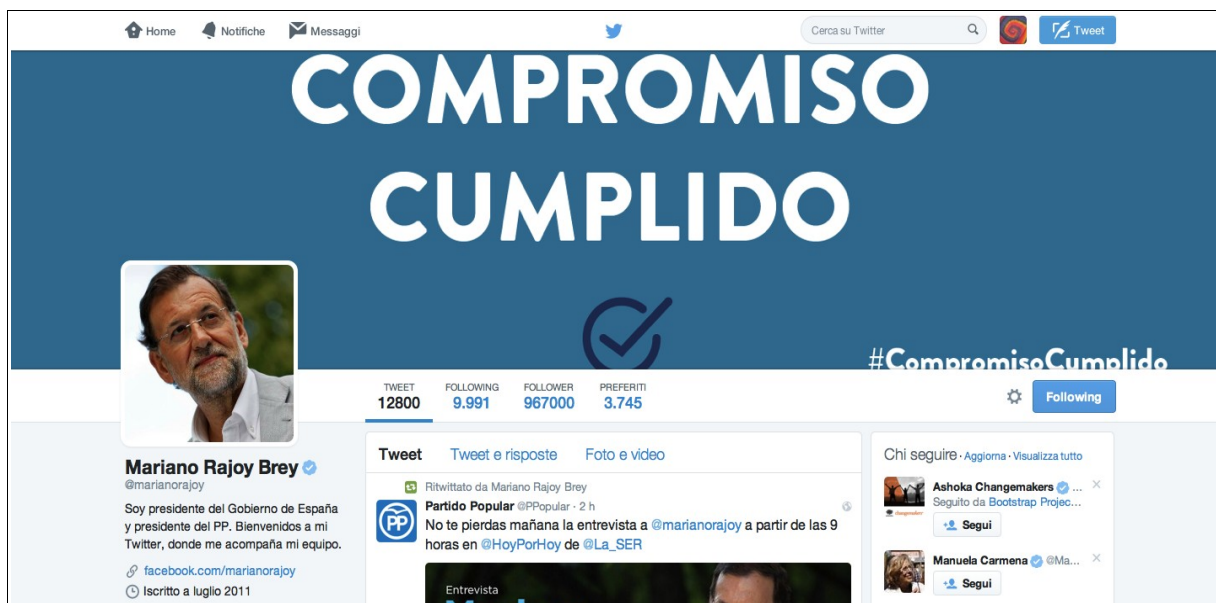 Home Notifiche Messaggi Cerca su Twitter Tweet
COMPROMISO
CUMPLIDO
#CompromisoCumplido
TWEET FOLLOWING FOLLOWER PREFERITI
12800 9.991 967000 3.745
Following
Mariano Rajoy Brey
@marianorajoy
Soy presidente del Gobierno de España
y presidente del PP. Bienvenidos a mi
Twitter, donde me acompaña mi equipo.
facebook.com/marianorajoy
Iscritto a luglio 2011
Tweet Tweet e risposte Foto e video
Ritwittato da Mariano Rajoy Brey
PP
Partido Popular @PPopular · 2 h
No te pierdas mañana la entrevista a @marianorajoy a partir de las 9
horas en @HoyPorHoy de @La_SER
Entrevista
Chi seguire · Aggiorna · Visualizza tutto
Ashoka Changemakers ...
Seguito da Bootstrap Projec...
Segui
Manuela Carmena @Ma...
Segui